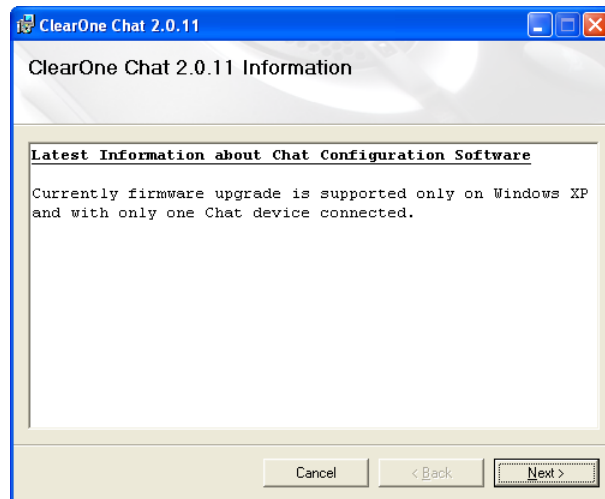 ClearOne Chat 2.0.11
ClearOne Chat 2.0.11 Information
Latest Information about Chat Configuration Software
Currently firmware upgrade is supported only on Windows XP
and with only one Chat device connected.
Cancel
< Back
Next >